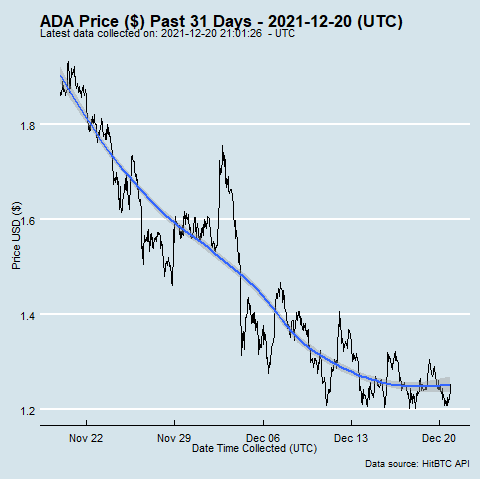 ADA Price ($) Past 31 Days - 2021-12-20 (UTC)
Latest data collected on: 2021-12-20 21:01:26 - UTC
Price USD ($)
1.8
1.6
1.4
1.2
Nov 22 Nov 29 Dec 06 Dec 13 Dec 20
Date Time Collected (UTC)
Data source: HitBTC API